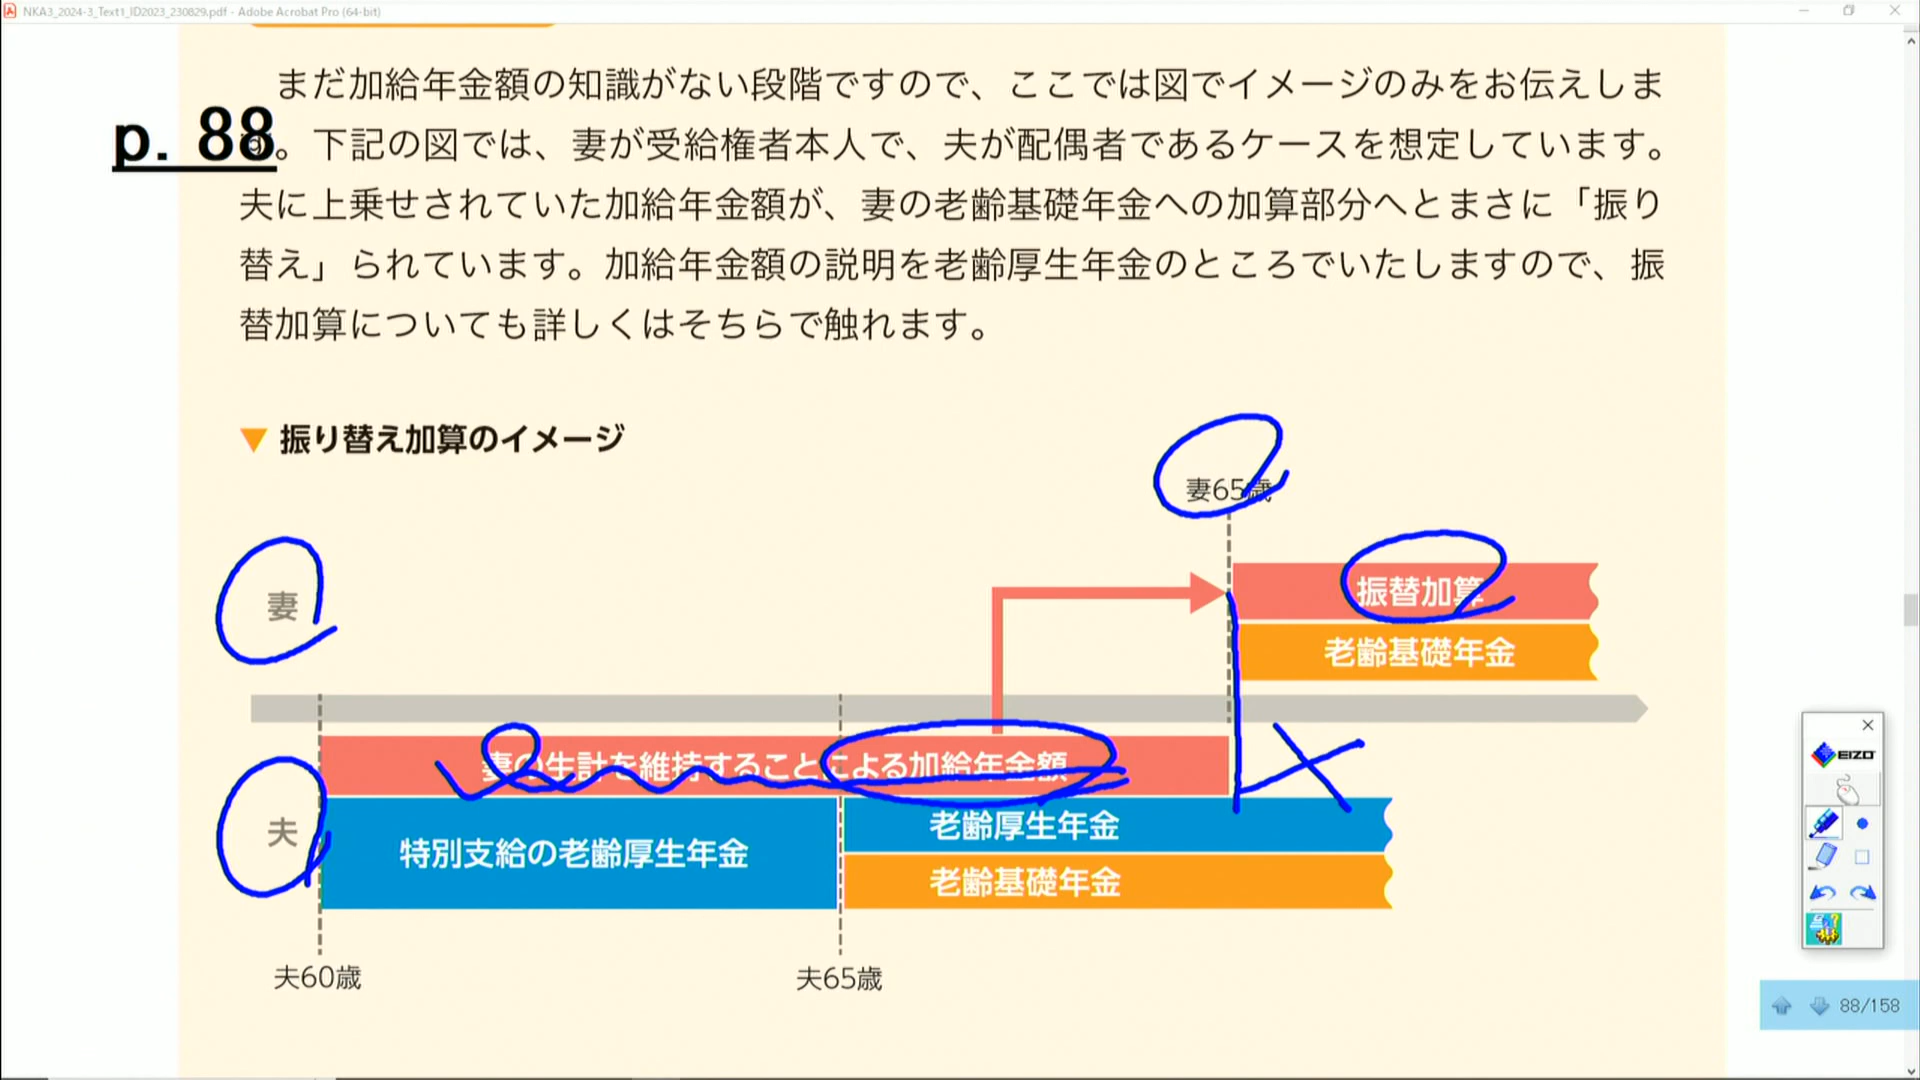 NKA3_2024-3_Text1_ID2023_230829.pdf - Adobe Acrobat Pro (64-bit)
まだ加給年金額の知識がない段階ですので、ここでは図でイメージのみをお伝えしま
p. 88
。下記の図では、妻が受給権者本人で、夫が配偶者であるケースを想定しています。
夫に上乗せされていた加給年金額が、妻の老齢基礎年金への加算部分へとまさに「振り
替え」られています。加給年金額の説明を老齢厚生年金のところでいたしますので、振
替加算についても詳しくはそちらで触れます。
▼ 振り替え加算のイメージ
妻65歳
妻
振替加算
老齢基礎年金
妻の生計を維持することによる加給年金額
夫
特別支給の老齢厚生年金
老齢厚生年金
老齢基礎年金
夫60歳
夫65歳
EIZO
88/158